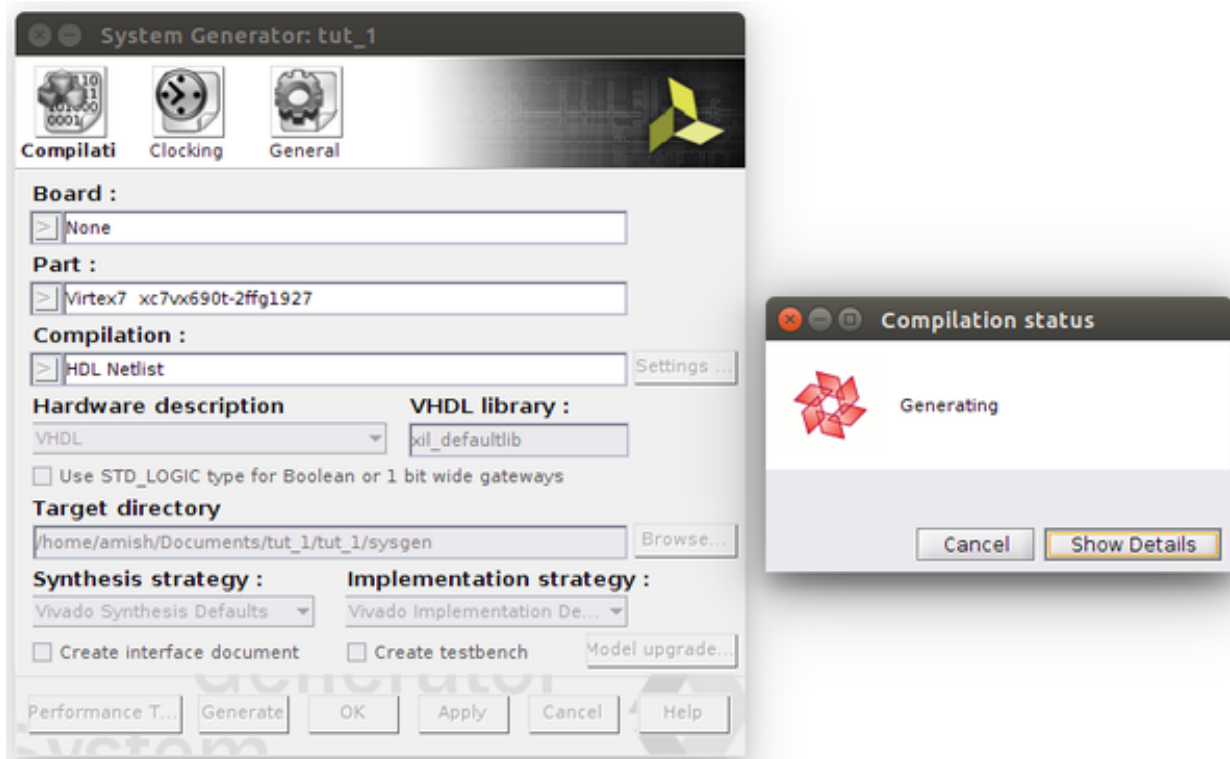 System Generator: tut_1
Compilati Clocking General
Board :
> None
Part :
> Virtex7 xc7vx690t-2ffg1927
Compilation :
> HDL Netlist Settings ...
Hardware description VHDL library :
VHDL xil_defaultlib
Use STD_LOGIC type for Boolean or 1 bit wide gateways
Target directory
/home/amish/Documents/tut_1/tut_1/sysgen Browse...
Synthesis strategy : Implementation strategy :
Vivado Synthesis Defaults Vivado Implementation De...
Create interface document Create testbench Model upgrade...
Generator
Performance T... Generate OK Apply Cancel Help
System
Compilation status
Generating
Cancel Show Details